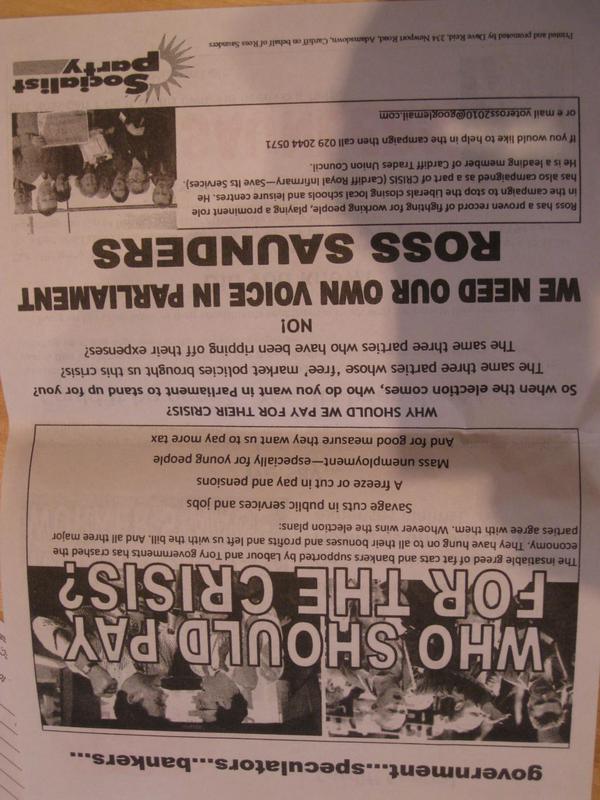 government...speculators...bankers...
WHO SHOULD PAY
FOR THE CRISIS?
The insatiable greed of fat cats and bankers supported by Labour and Tory governments has crashed the
economy. They have hung on to all their bonuses and profits and left us with the bill. And all three major
parties agree with them. Whoever wins the election plans:
Savage cuts in public services and jobs
A freeze or cut in pay and pensions
Mass unemployment—especially for young people
And for good measure they want us to pay more tax
WHY SHOULD WE PAY FOR THEIR CRISIS?
So when the election comes, who do you want in Parliament to stand up for you?
The same three parties whose 'free' market policies brought us this crisis?
The same three parties who have been ripping off their expenses?
NO!
WE NEED OUR OWN VOICE IN PARLIAMENT
ROSS SAUNDERS
Ross has a proven record of fighting for working people, playing a prominent role
in the campaign to stop the Liberals closing local schools and leisure centres. He
has also campaigned as a part of CRISIS (Cardiff Royal Infirmary—Save Its Services).
He is a leading member of Cardiff Trades Union Council.
If you would like to help in the campaign then call 029 2044 0571
or e mail voteross2010@googlemail.com
Socialist
party
Printed and promoted by Dave Reid, 234 Newport Road, Adamsdown, Cardiff on behalf of Ross Saunders